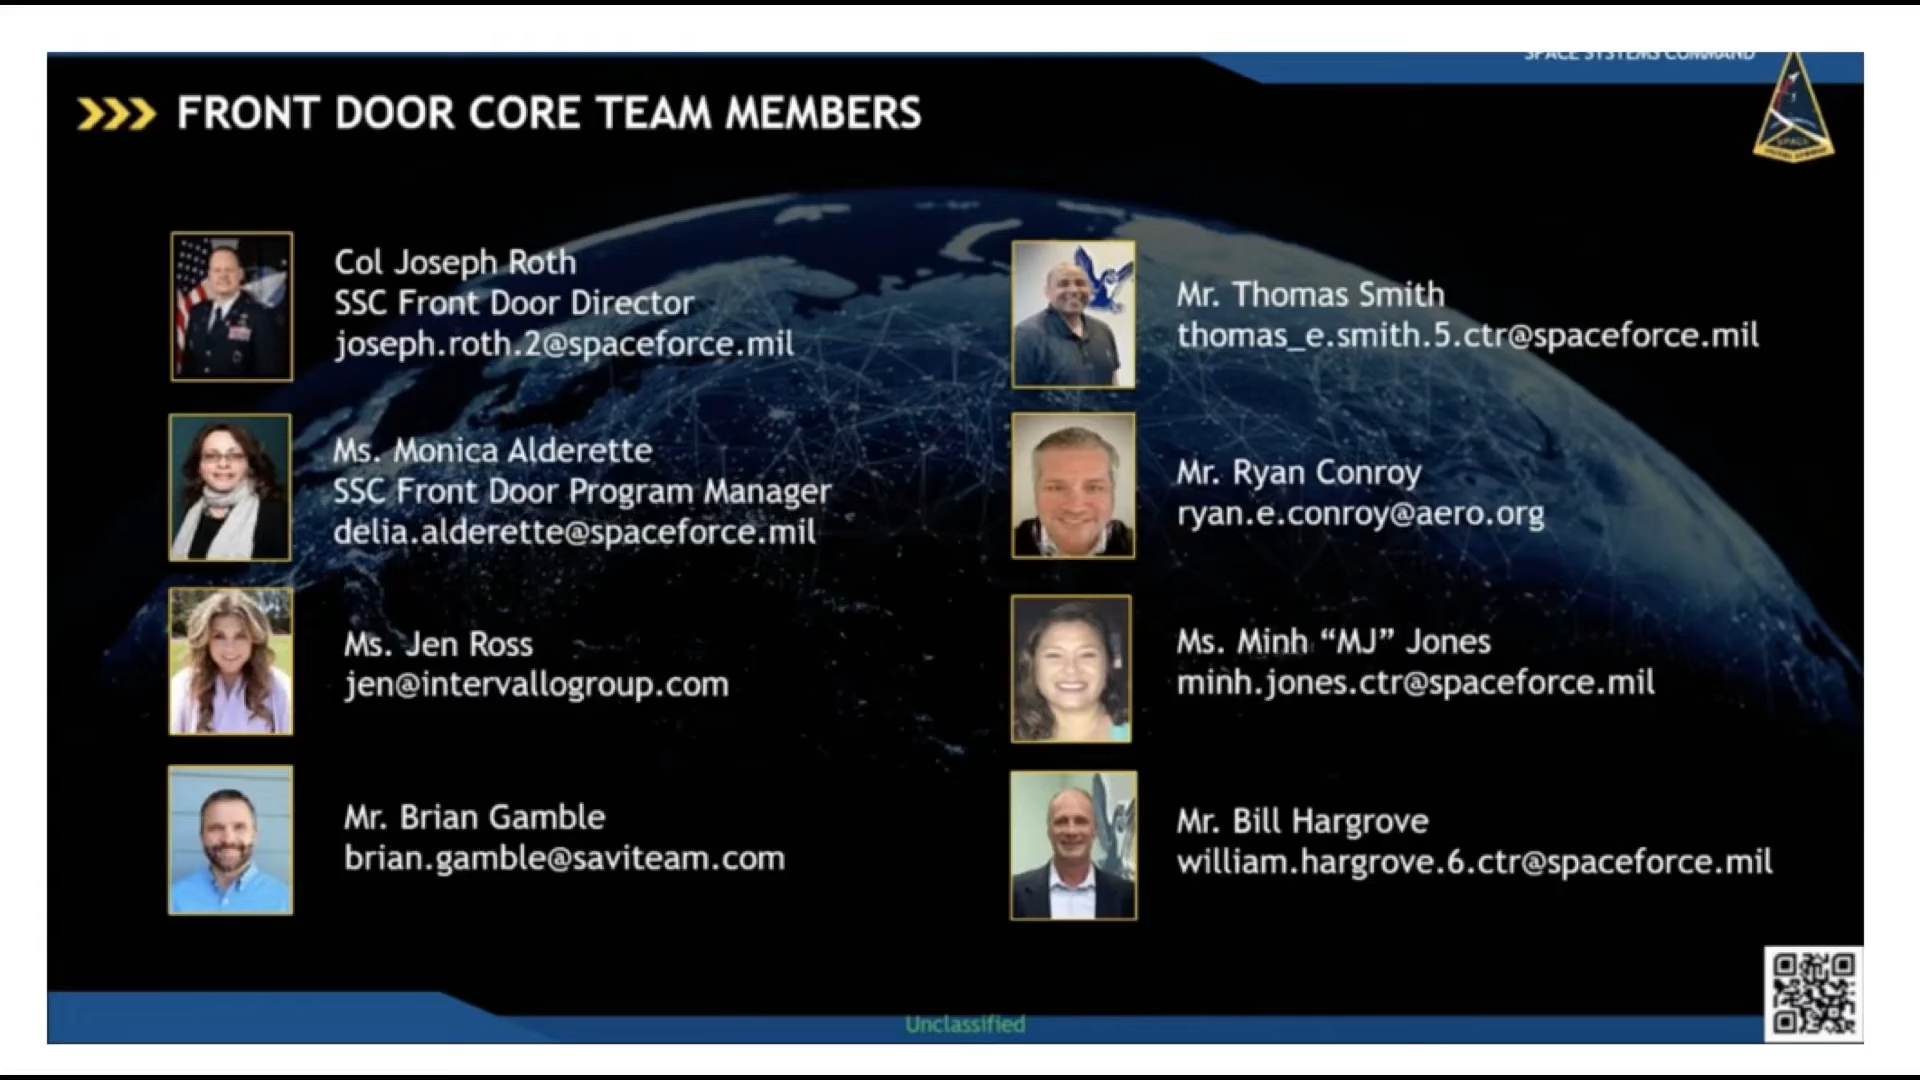 SPACE SYSTEMS COMMAND
FRONT DOOR CORE TEAM MEMBERS
Col Joseph Roth
SSC Front Door Director
joseph.roth.2@spaceforce.mil
Ms. Monica Alderette
SSC Front Door Program Manager
delia.alderette@spaceforce.mil
Ms. Jen Ross
jen@intervallogroup.com
Mr. Brian Gamble
brian.gamble@saviteam.com
Mr. Thomas Smith
thomas_e.smith.5.ctr@spaceforce.mil
Mr. Ryan Conroy
ryan.e.conroy@aero.org
Ms. Minh “MJ” Jones
minh.jones.ctr@spaceforce.mil
Mr. Bill Hargrove
william.hargrove.6.ctr@spaceforce.mil
Unclassified